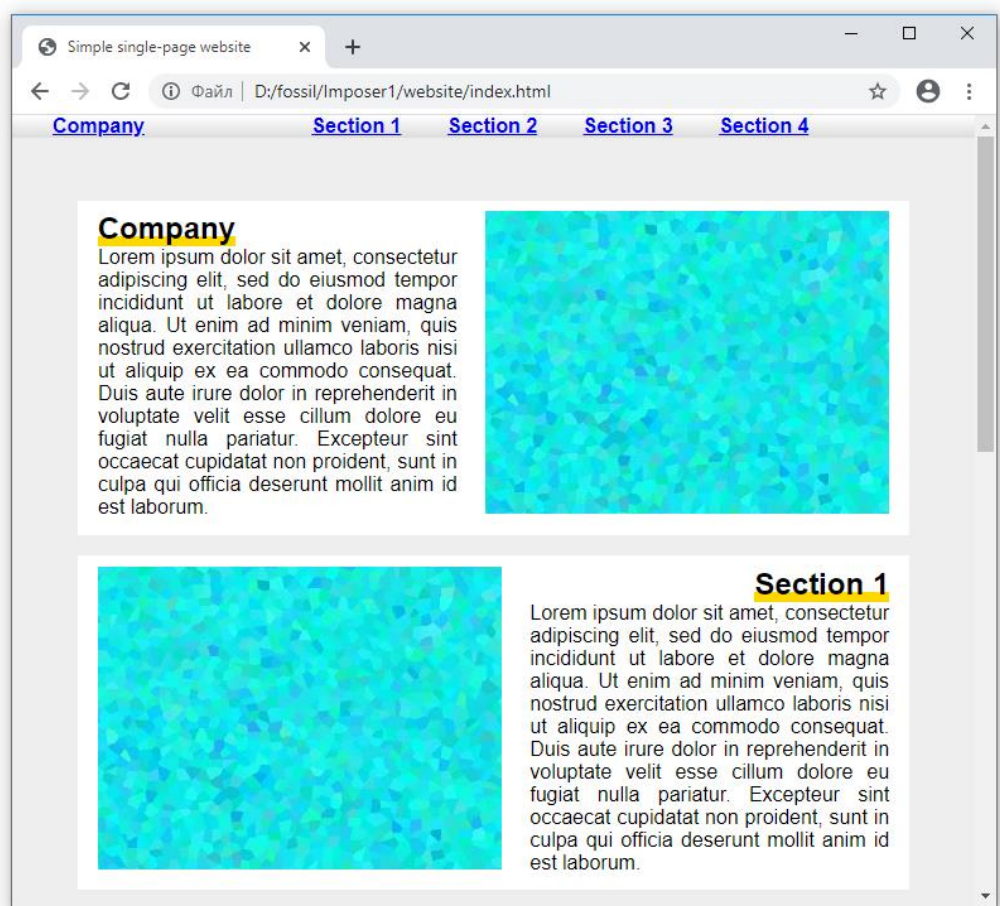 Simple single-page website
Файл D:/fossil/Imposer1/website/index.html
Company Section 1 Section 2 Section 3 Section 4
Company
Lorem ipsum dolor sit amet, consectetur
adipiscing elit, sed do eiusmod tempor
incididunt ut labore et dolore magna
aliqua. Ut enim ad minim veniam, quis
nostrud exercitation ullamco laboris nisi
ut aliquip ex ea commodo consequat.
Duis aute irure dolor in reprehenderit in
voluptate velit esse cillum dolore eu
fugiat nulla pariatur. Excepteur sint
occaecat cupidatat non proident, sunt in
culpa qui officia deserunt mollit anim id
est laborum.
Section 1
Lorem ipsum dolor sit amet, consectetur
adipiscing elit, sed do eiusmod tempor
incididunt ut labore et dolore magna
aliqua. Ut enim ad minim veniam, quis
nostrud exercitation ullamco laboris nisi
ut aliquip ex ea commodo consequat.
Duis aute irure dolor in reprehenderit in
voluptate velit esse cillum dolore eu
fugiat nulla pariatur. Excepteur sint
occaecat cupidatat non proident, sunt in
culpa qui officia deserunt mollit anim id
est laborum.